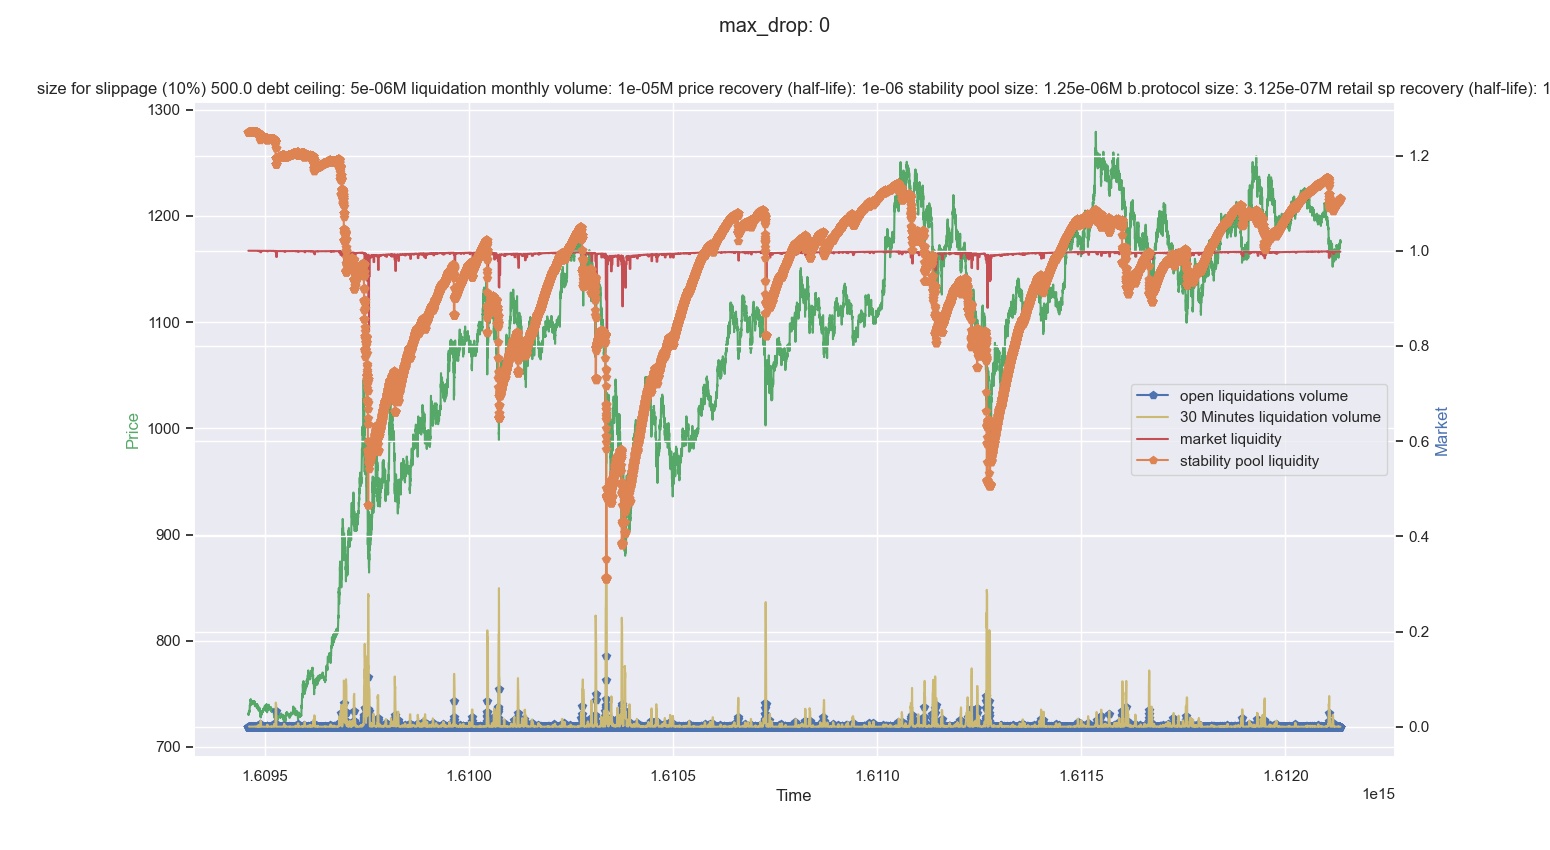 max_drop: 0
size for slippage (10%) 500.0 debt ceiling: 5e-06M liquidation monthly volume: 1e-05M price recovery (half-life): 1e-06 stability pool size: 1.25e-06M b.protocol size: 3.125e-07M retail sp recovery (half-life): 1
1300
1200
1100
1000
900
800
700
Price
1.2
1.0
0.8
0.6
0.4
0.2
0.0
Market
open liquidations volume
30 Minutes liquidation volume
market liquidity
stability pool liquidity
1.6095 1.6100 1.6105 1.6110 1.6115 1.6120
Time
1e15